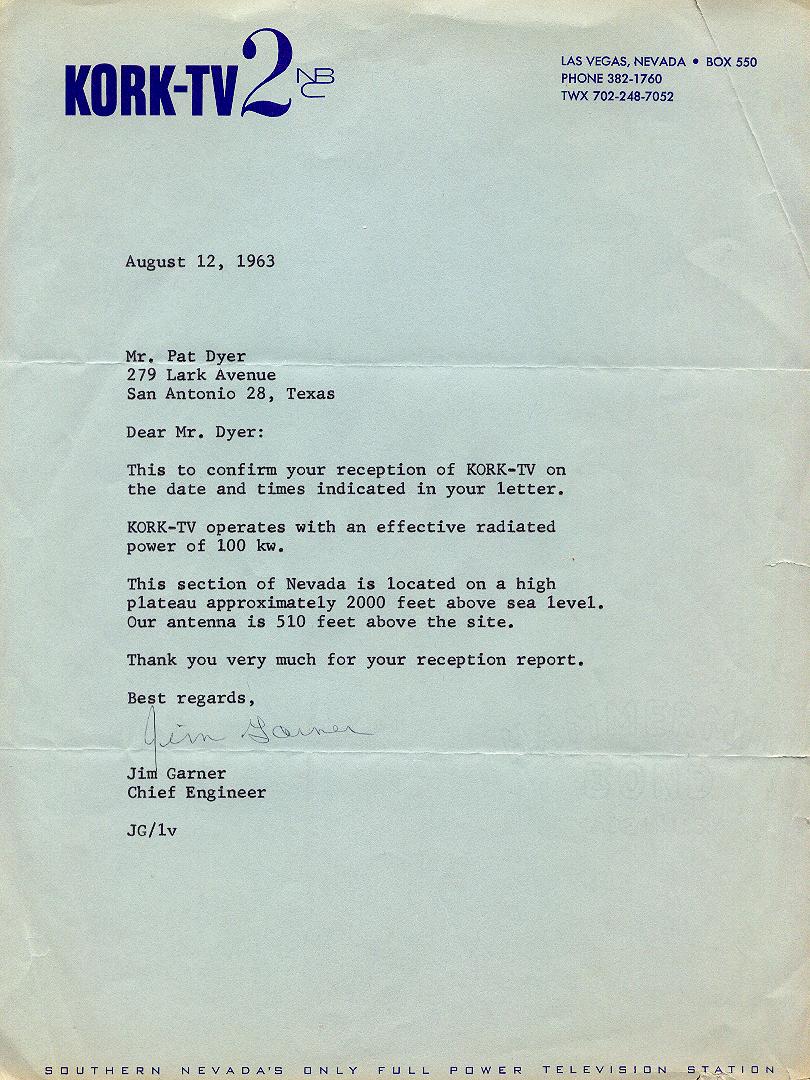 KORK-TV 2 NBC
LAS VEGAS, NEVADA • BOX 550
PHONE 382-1760
TWX 702-248-7052
August 12, 1963
Mr. Pat Dyer
279 Lark Avenue
San Antonio 28, Texas
Dear Mr. Dyer:
This to confirm your reception of KORK-TV on
the date and times indicated in your letter.
KORK-TV operates with an effective radiated
power of 100 kw.
This section of Nevada is located on a high
plateau approximately 2000 feet above sea level.
Our antenna is 510 feet above the site.
Thank you very much for your reception report.
Best regards,
Jim Garner
Jim Garner
Chief Engineer
JG/lv
SOUTHERN NEVADA'S ONLY FULL POWER TELEVISION STATION